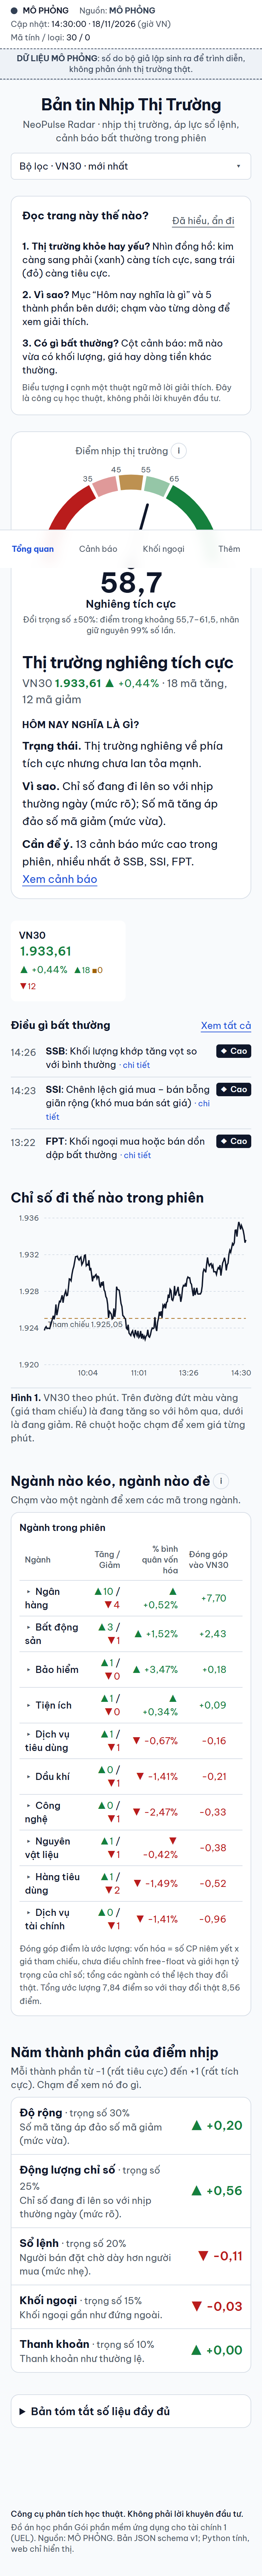 MÔ PHỎNG Nguồn: MÔ PHỎNG
Cập nhật: 14:30:00 · 18/11/2026 (giờ VN)
Mã tính / loại: 30 / 0
DỮ LIỆU MÔ PHỎNG: số do bộ giả lập sinh ra để trình diễn,
không phản ánh thị trường thật.
Bản tin Nhịp Thị Trường
NeoPulse Radar · nhịp thị trường, áp lực sổ lệnh,
cảnh báo bất thường trong phiên
Bộ lọc · VN30 · mới nhất
Đọc trang này thế nào?
Đã hiểu, ẩn đi
1. Thị trường khỏe hay yếu? Nhìn đồng hồ: kim
càng sang phải (xanh) càng tích cực, sang trái
(đỏ) càng tiêu cực.
2. Vì sao? Mục “Hôm nay nghĩa là gì” và 5
thành phần bên dưới; chạm vào từng dòng để
xem giải thích.
3. Có gì bất thường? Cột cảnh báo: mã nào
vừa có khối lượng, giá hay dòng tiền khác
thường.
Biểu tượng i cạnh một thuật ngữ mở lời giải thích. Đây
là công cụ học thuật, không phải lời khuyên đầu tư.
Điểm nhịp thị trường i
35 45 55 65
Tổng quan Cảnh báo Khối ngoại Thêm
58,7
Nghiêng tích cực
Đổi trọng số ±50%: điểm trong khoảng 55,7–61,5, nhãn
giữ nguyên 99% số lần.
Thị trường nghiêng tích cực
VN30 1.933,61 ▲ +0,44% · 18 mã tăng,
12 mã giảm
HÔM NAY NGHĨA LÀ GÌ?
Trạng thái. Thị trường nghiêng về phía
tích cực nhưng chưa lan tỏa mạnh.
Vì sao. Chỉ số đang đi lên so với nhịp
thường ngày (mức rõ); Số mã tăng áp
đảo số mã giảm (mức vừa).
Cần để ý. 13 cảnh báo mức cao trong
phiên, nhiều nhất ở SSB, SSI, FPT.
Xem cảnh báo
VN30
1.933,61
▲ +0,44% ▲18 ■0
▼12
Điều gì bất thường Xem tất cả
14:26 SSB: Khối lượng khớp tăng vọt so
với bình thường · chi tiết
◆ Cao
14:23 SSI: Chênh lệch giá mua – bán bỗng
giãn rộng (khó mua bán sát giá) · chi
tiết
◆ Cao
13:22 FPT: Khối ngoại mua hoặc bán dồn
dập bất thường · chi tiết
◆ Cao
Chỉ số đi thế nào trong phiên
1.936
1.932
1.928
1.924
1.920
Tham chiếu 1.925,05
10:04 11:01 13:26 14:30
Hình 1. VN30 theo phút. Trên đường đứt màu vàng
(giá tham chiếu) là đang tăng so với hôm qua, dưới
là đang giảm. Rê chuột hoặc chạm để xem giá từng
phút.
Ngành nào kéo, ngành nào đè i
Chạm vào một ngành để xem các mã trong ngành.
Ngành trong phiên
Ngành
Tăng /
Giảm
% bình
quân vốn
hóa
Đóng góp
vào VN30
▸ Ngân
hàng
▲10 /
▼4
▲
+0,52%
+7,70
▸ Bất động
sản
▲3 /
▼1
▲ +1,52%
+2,43
▸ Bảo hiểm
▲1 /
▼0
▲ +3,47%
+0,18
▸ Tiện ích
▲1 /
▼0
▲
+0,34%
+0,09
▸ Dịch vụ
tiêu dùng
▲1 /
▼1
▼ -0,67%
-0,16
▸ Dầu khí
▲0 /
▼1
▼ -1,41%
-0,21
▸ Công
nghệ
▲0 /
▼1
▼ -2,47%
-0,33
▸ Nguyên
vật liệu
▲1 /
▼1
▼
-0,42%
-0,38
▸ Hàng tiêu
dùng
▲1 /
▼2
▼ -1,49%
-0,52
▸ Dịch vụ
tài chính
▲0 /
▼1
▼ -1,41%
-0,96
Đóng góp điểm là ước lượng: vốn hóa = số CP niêm yết x
giá tham chiếu, chưa điều chỉnh free-float và giới hạn tỷ
trọng của chỉ số; tổng các ngành có thể lệch thay đổi
thật. Tổng ước lượng 7,84 điểm so với thay đổi thật 8,56
điểm.
Năm thành phần của điểm nhịp
Mỗi thành phần từ −1 (rất tiêu cực) đến +1 (rất tích
cực). Chạm để xem nó đo gì.
Độ rộng · trọng số 30%
Số mã tăng áp đảo số mã giảm
(mức vừa).
▲ +0,20
Động lượng chỉ số · trọng số
25%
Chỉ số đang đi lên so với nhịp
thường ngày (mức rõ).
▲ +0,56
Sổ lệnh · trọng số 20%
Người bán đặt chờ dày hơn người
mua (mức nhẹ).
▼ -0,11
Khối ngoại · trọng số 15%
Khối ngoại gần như đứng ngoài.
▼ -0,03
Thanh khoản · trọng số 10%
Thanh khoản như thường lệ.
▲ +0,00
▶ Bản tóm tắt số liệu đầy đủ
Công cụ phân tích học thuật. Không phải lời khuyên đầu tư.
Đồ án học phần Gói phần mềm ứng dụng cho tài chính 1
(UEL). Nguồn: MÔ PHỎNG. Bản JSON schema v1; Python tính,
web chỉ hiển thị.